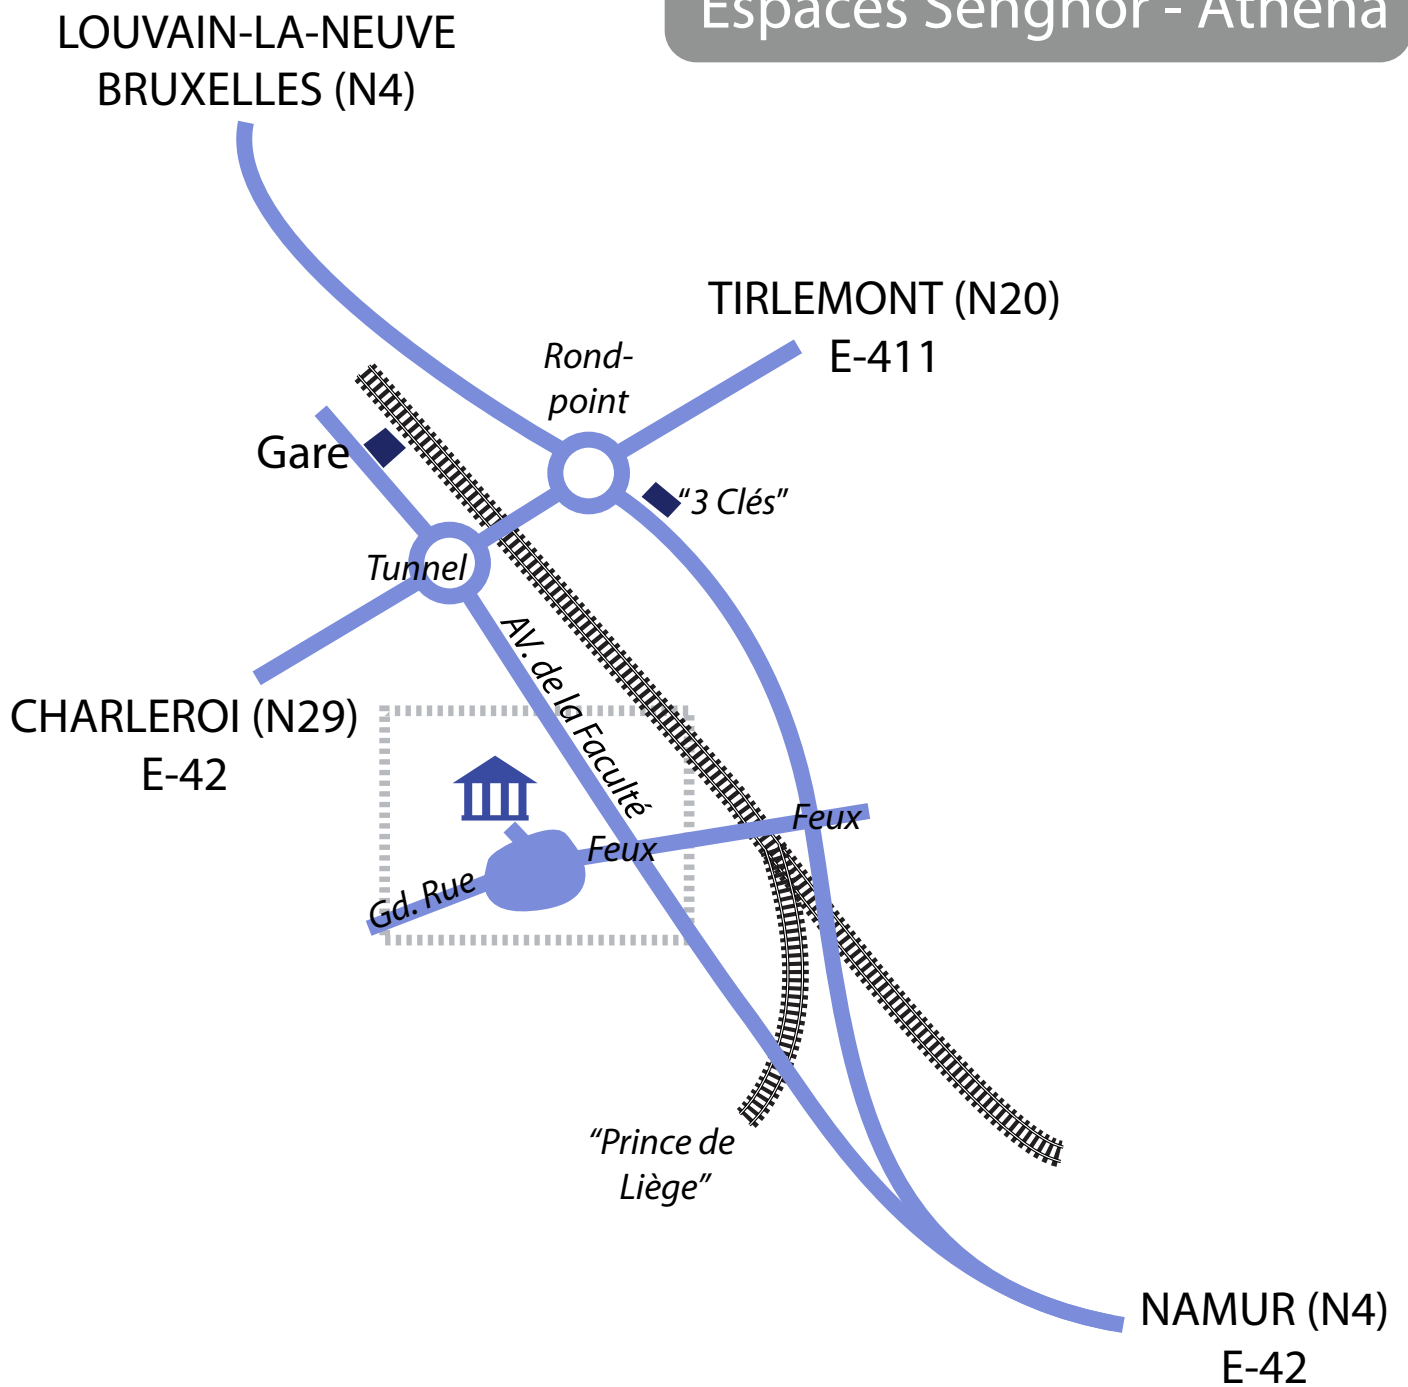 Espaces Senghor - Athéna
LOUVAIN-LA-NEUVE
BRUXELLES (N4)
TIRLEMONT (N20)
E-411
Rond-
point
Gare
“3 Clés”
Tunnel
AV. de la Faculté
CHARLEROI (N29)
E-42
Feux
Feux
Gd. Rue
“Prince de
Liège”
NAMUR (N4)
E-42